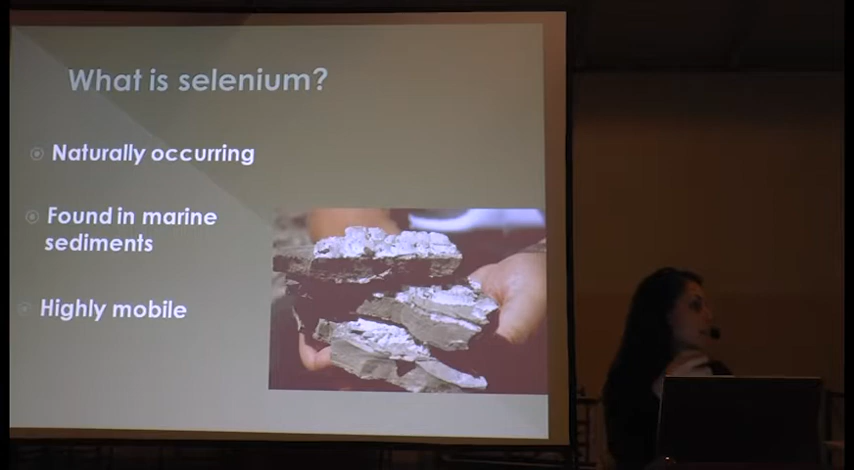 What is selenium?
Naturally occurring
Found in marine
sediments
Highly mobile